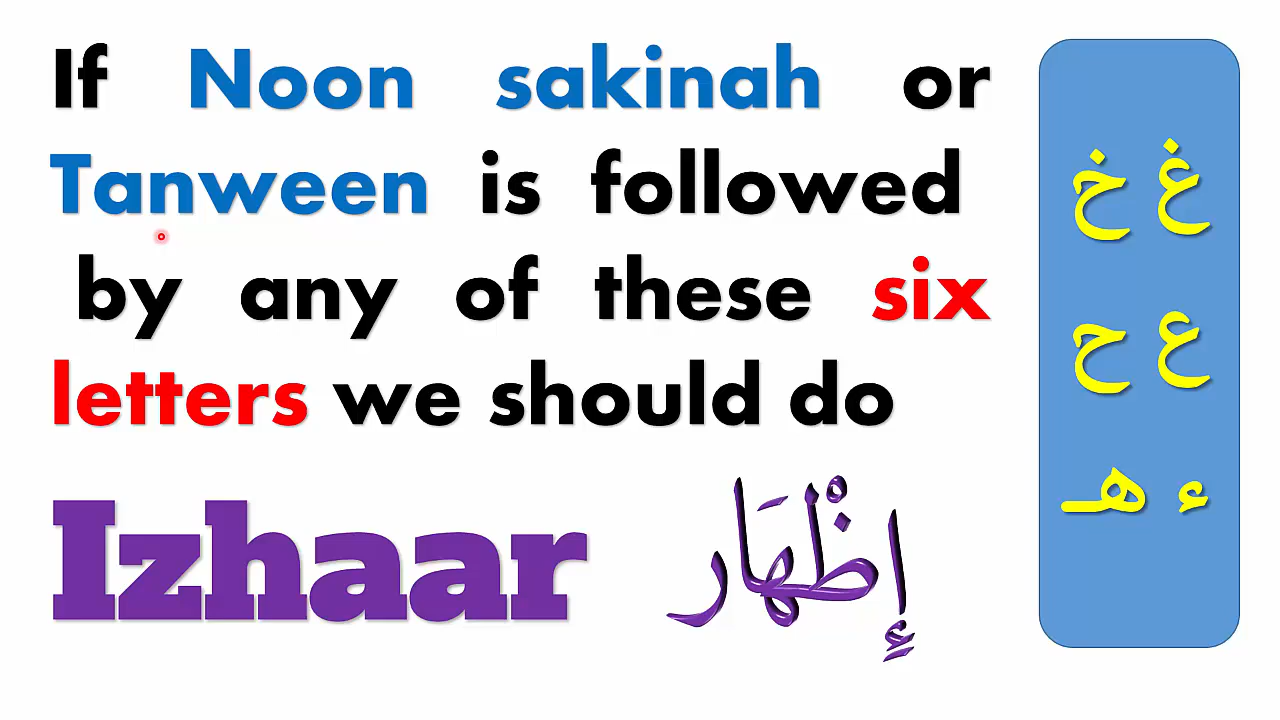 If Noon sakinah or
Tanween is followed
by any of these six
letters we should do
Izhaar إِظْهَار
غ خ
ع ح
ء هـ